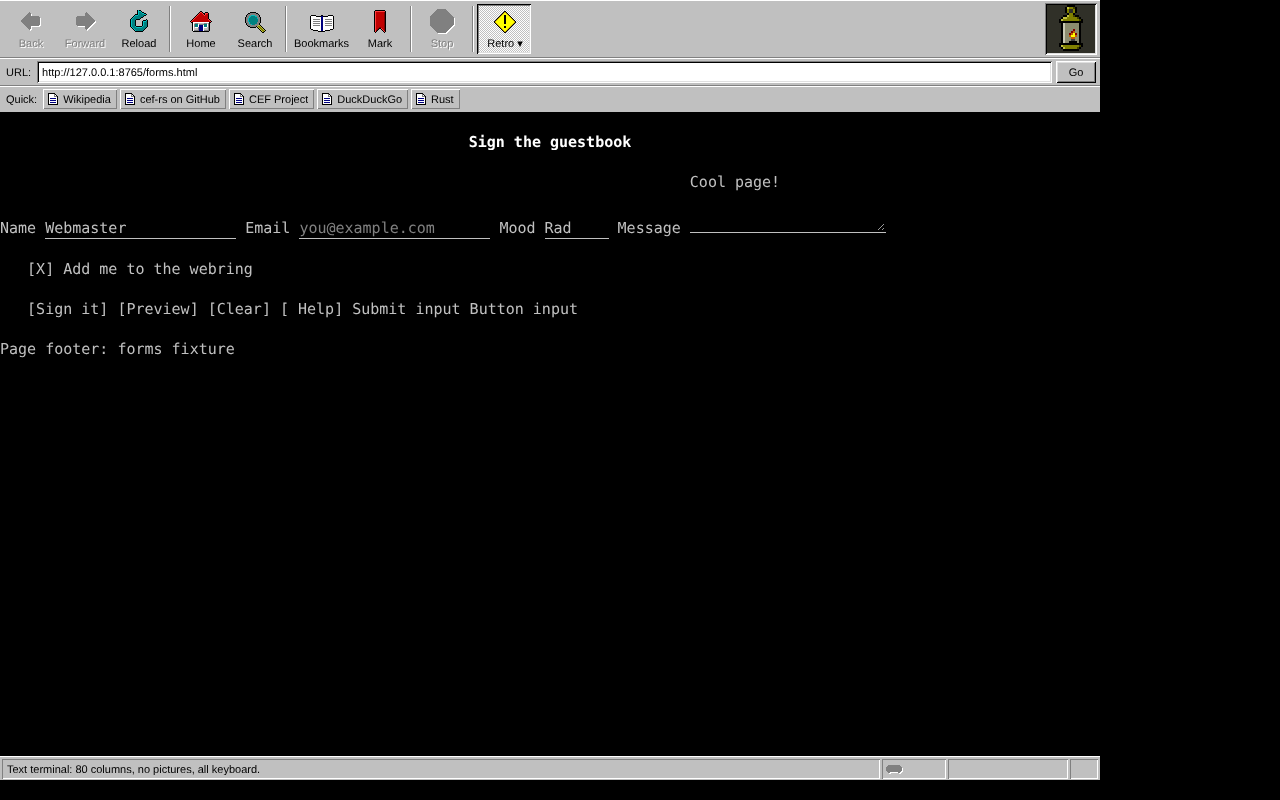 Back Forward Reload Home Search Bookmarks Mark Stop Retro ▾
URL: http://127.0.0.1:8765/forms.html Go
Quick: Wikipedia cef-rs on GitHub CEF Project DuckDuckGo Rust
Sign the guestbook
Cool page!
Name Webmaster Email you@example.com Mood Rad Message
[X] Add me to the webring
[Sign it] [Preview] [Clear] [ Help] Submit input Button input
Page footer: forms fixture
Text terminal: 80 columns, no pictures, all keyboard.